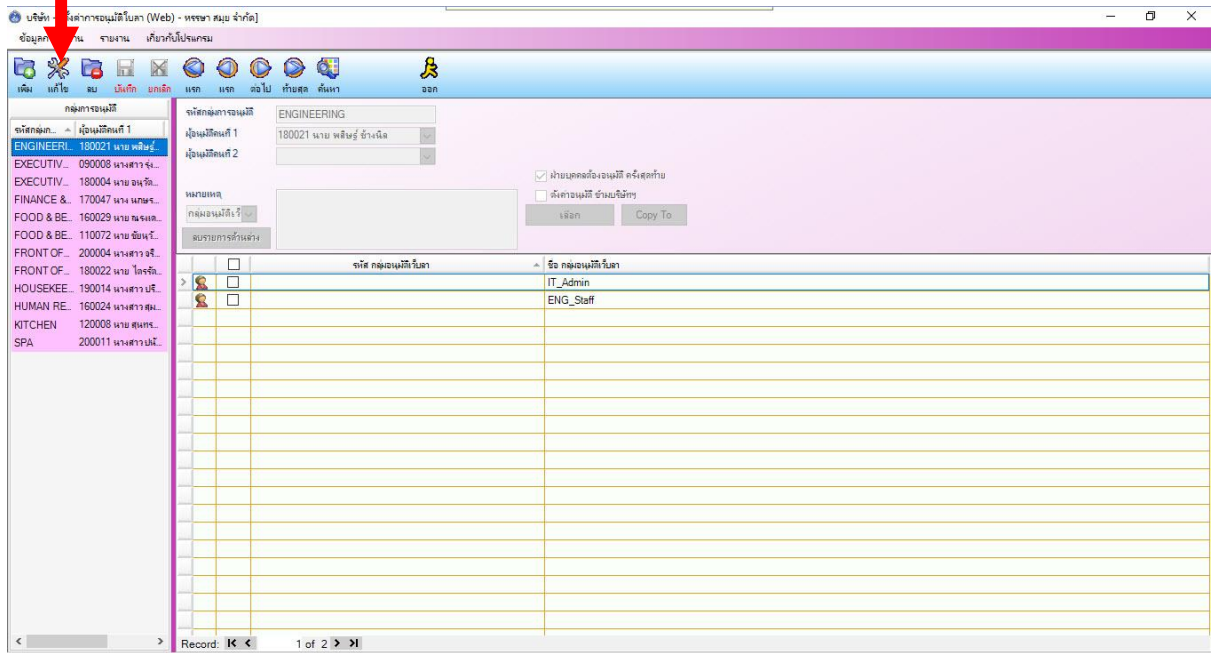 บริษัท - ตั้งค่าการอนุมัติใบลา (Web) - หรรษา สมุย จำกัด]
รายงาน เกี่ยวกับโปรแกรม
เพิ่ม แก้ไข ลบ บันทึก ยกเลิก แรก แรก ต่อไป ท้ายสุด ค้นหา ออก
กลุ่มการอนุมัติ
รหัสกลุ่มก... ผู้อนุมัติคนที่ 1
ENGINEERI... 180021 นาย พสิษฐ์...
EXECUTIV... 090008 นางสาว รุ่ง...
EXECUTIV... 180004 นาย อนุวัต...
FINANCE &... 170047 นาง นภษร...
FOOD & BE... 160029 นาย ณรงเด...
FOOD & BE... 110072 นาย ชัยนุวั...
FRONT OF... 200004 นางสาว จริ...
FRONT OF... 180022 นาย ไตรรัต...
HOUSEKEE... 190014 นางสาว ปรี...
HUMAN RE... 160024 นางสาว สุม...
KITCHEN 120008 นาย สุนทร...
SPA 200011 นางสาว ปนั...
รหัสกลุ่มการอนุมัติ ENGINEERING
ผู้อนุมัติคนที่ 1 180021 นาย พสิษฐ์ ช้างนิล
ผู้อนุมัติคนที่ 2
ฝ่ายบุคคลต้องอนุมัติ ครั้งสุดท้าย
หมายเหตุ
ตั้งค่าอนุมัติ ข้ามบริษัทฯ
กลุ่มอนุมัติเว็
เลือก Copy To
ลบรายการด้านล่าง
รหัส กลุ่มอนุมัติเว็บลา ชื่อ กลุ่มอนุมัติเว็บลา
IT_Admin
ENG_Staff
Record: 1 of 2